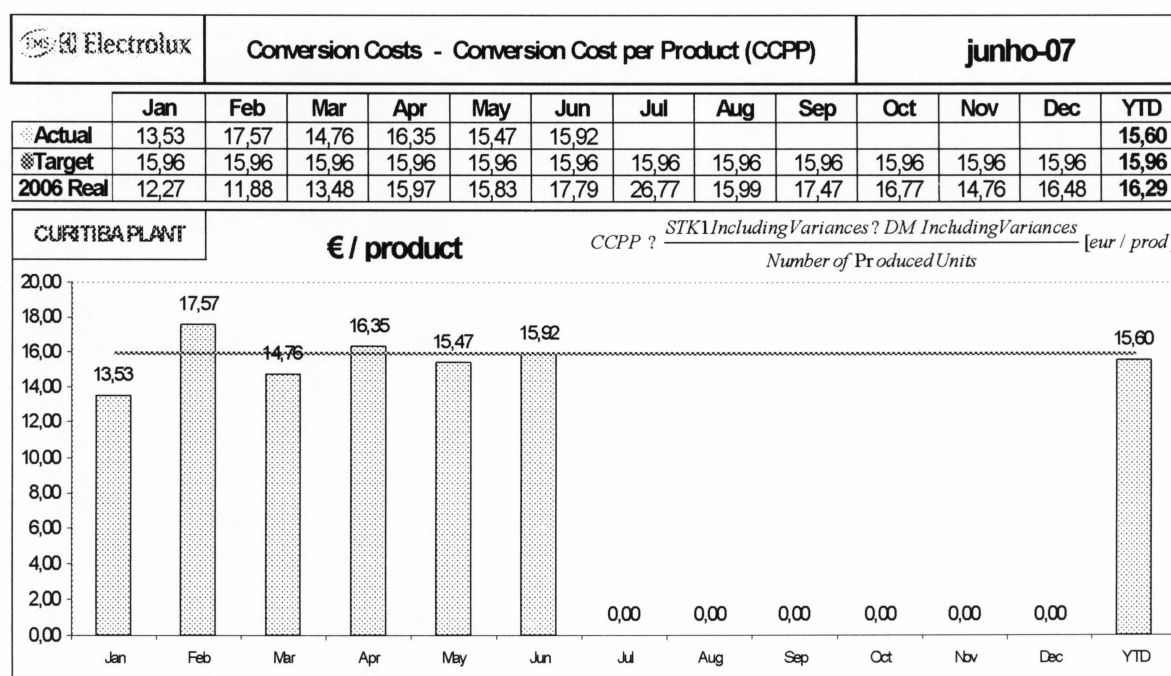 EMS Electrolux
Conversion Costs - Conversion Cost per Product (CCPP)
junho-07
Jan Feb Mar Apr May Jun Jul Aug Sep Oct Nov Dec YTD
Actual 13,53 17,57 14,76 16,35 15,47 15,92 15,60
Target 15,96 15,96 15,96 15,96 15,96 15,96 15,96 15,96 15,96 15,96 15,96 15,96 15,96
2006 Real 12,27 11,88 13,48 15,97 15,83 17,79 26,77 15,99 17,47 16,77 14,76 16,48 16,29
CURITIBA PLANT
€ / product
CCPP ? STK1 Including Variances ? DM Including Variances [eur / prod]
Number of Produced Units
20,00
18,00
16,00
14,00
12,00
10,00
8,00
6,00
4,00
2,00
0,00
13,53 17,57 14,76 16,35 15,47 15,92 0,00 0,00 0,00 0,00 0,00 0,00 15,60
Jan Feb Mar Apr May Jun Jul Aug Sep Oct Nov Dec YTD